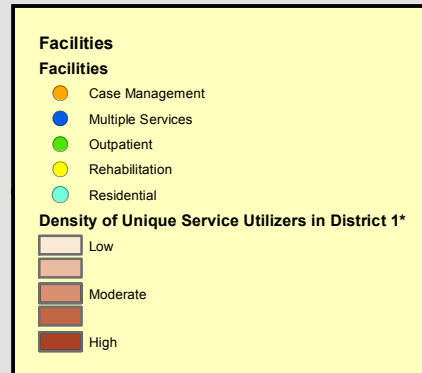 Facilities
Facilities
Case Management
Multiple Services
Outpatient
Rehabilitation
Residential
Density of Unique Service Utilizers in District 1*
Low
Moderate
High